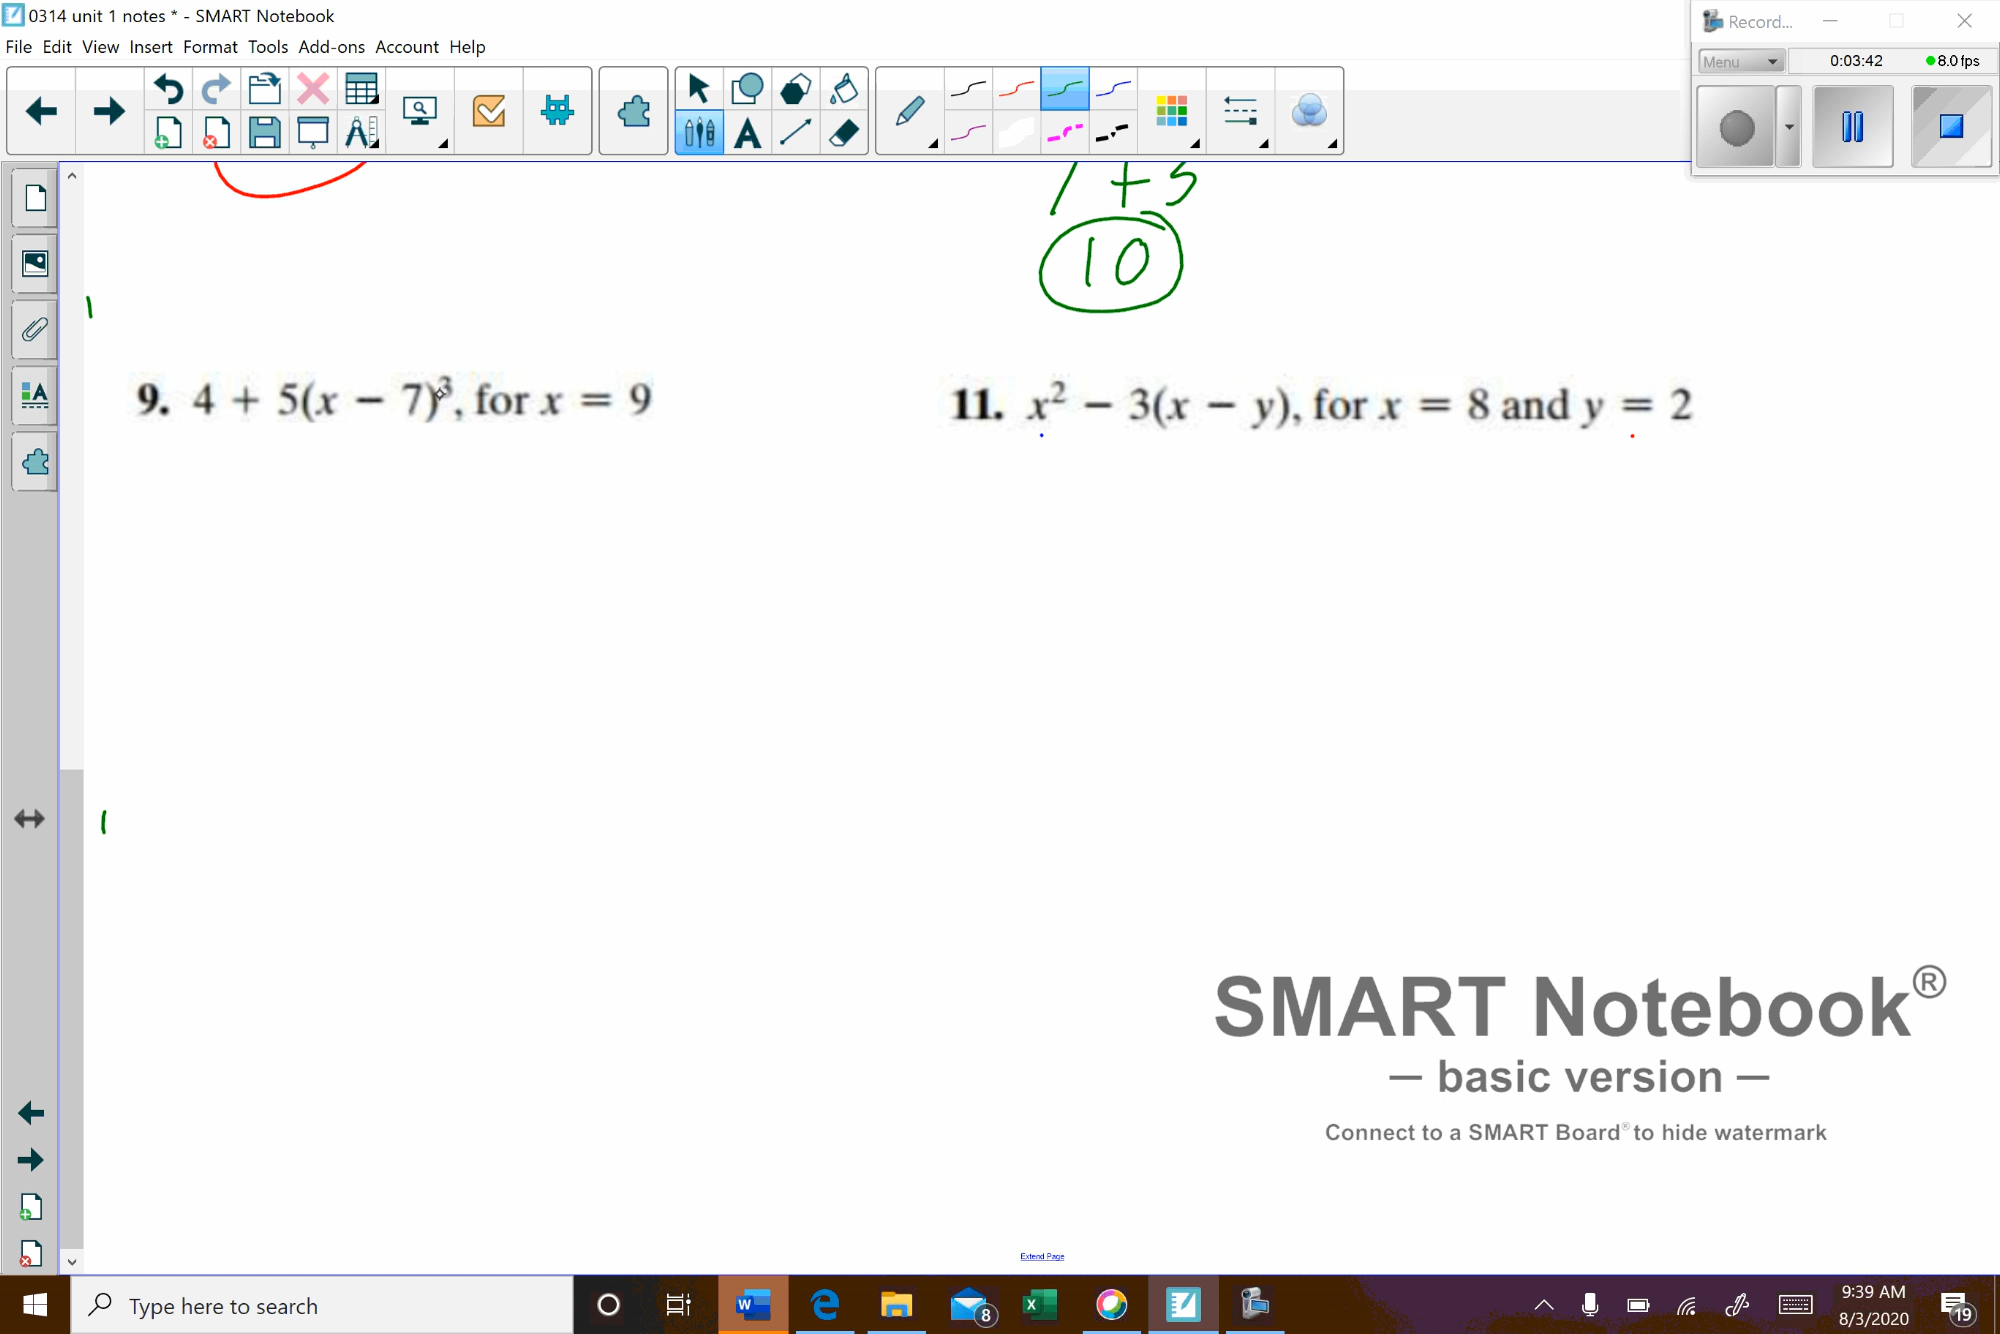 0314 unit 1 notes * - SMART Notebook
Record...
File Edit View Insert Format Tools Add-ons Account Help
Menu
0:03:42
8.0 fps
A
+ 5
10
9. 4 + 5(x − 7)³, for x = 9
11. x² − 3(x − y), for x = 8 and y = 2
A
SMART Notebook®
— basic version —
Connect to a SMART Board® to hide watermark
Extend Page
Type here to search
W
8
X
9:39 AM
8/3/2020
19